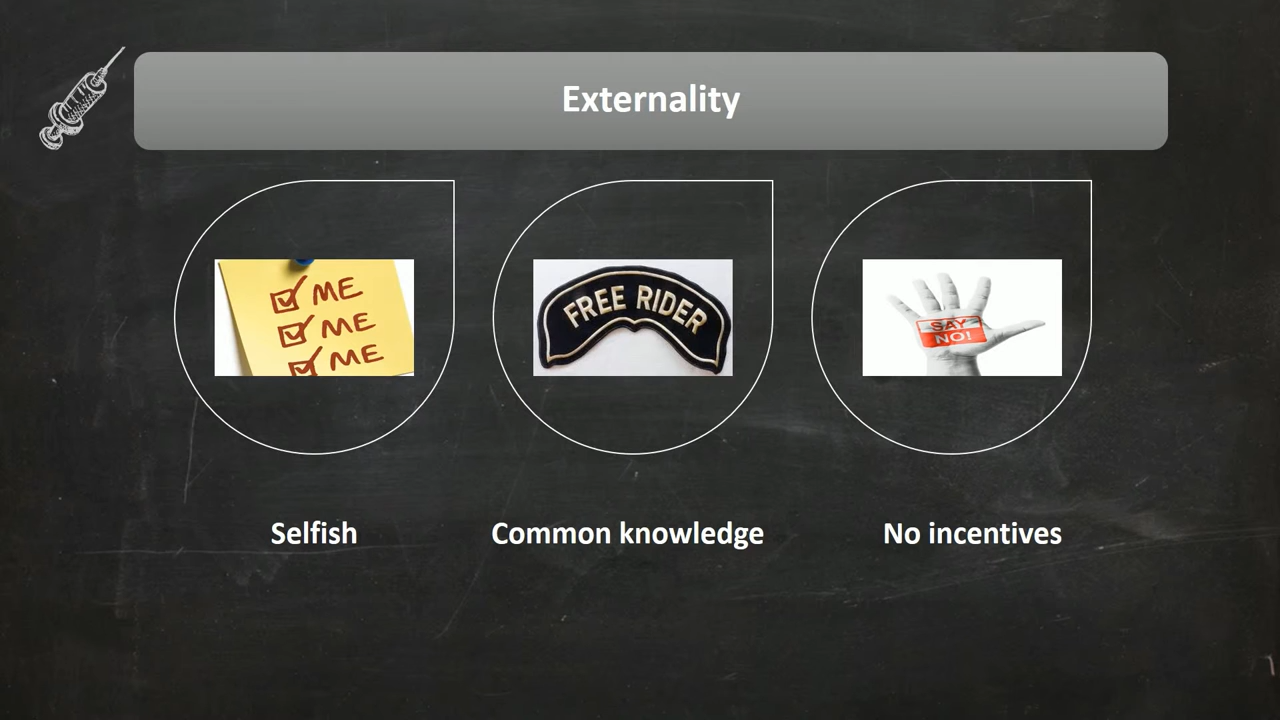 Externality
ME
ME
ME
FREE RIDER
SAY
NO!
Selfish
Common knowledge
No incentives